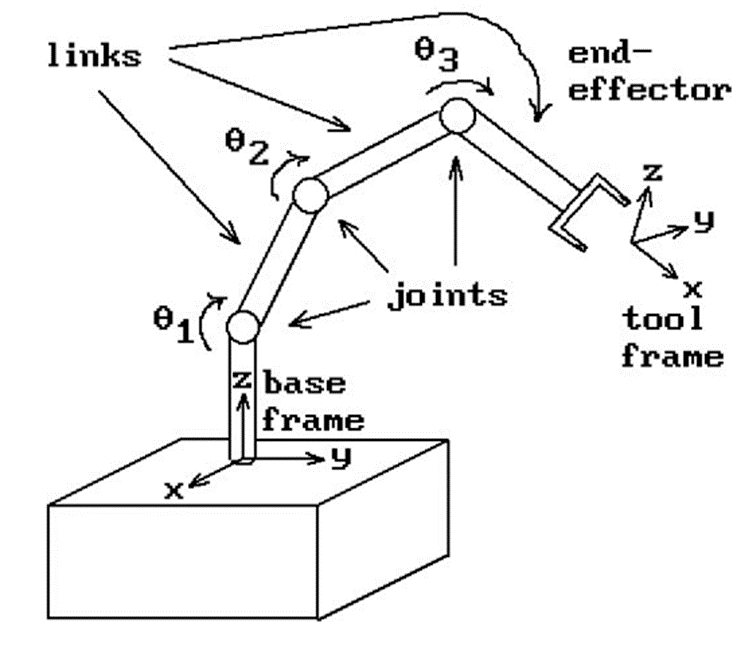 links
θ3
end-
effector
θ2
z
y
x
joints
θ1
tool
frame
z
base
frame
y
x